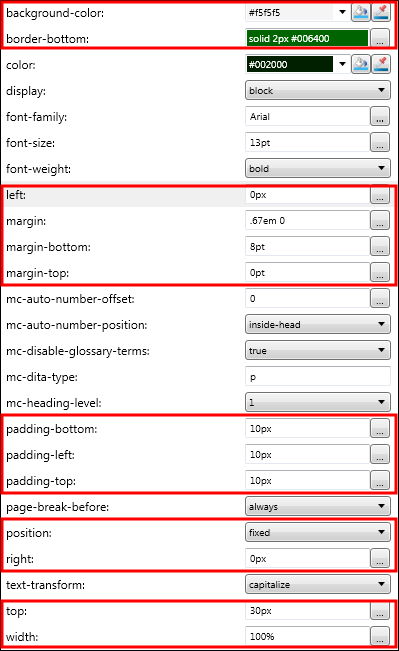 background-color: #f5f5f5
border-bottom: solid 2px #006400 ...
color: #002000
display: block
font-family: Arial ...
font-size: 13pt ...
font-weight: bold
left: 0px ...
margin: .67em 0 ...
margin-bottom: 8pt ...
margin-top: 0pt ...
mc-auto-number-offset: 0 ...
mc-auto-number-position: inside-head
mc-disable-glossary-terms: true
mc-dita-type: p
mc-heading-level: 1
padding-bottom: 10px ...
padding-left: 10px ...
padding-top: 10px ...
page-break-before: always
position: fixed
right: 0px ...
text-transform: capitalize
top: 30px ...
width: 100% ...